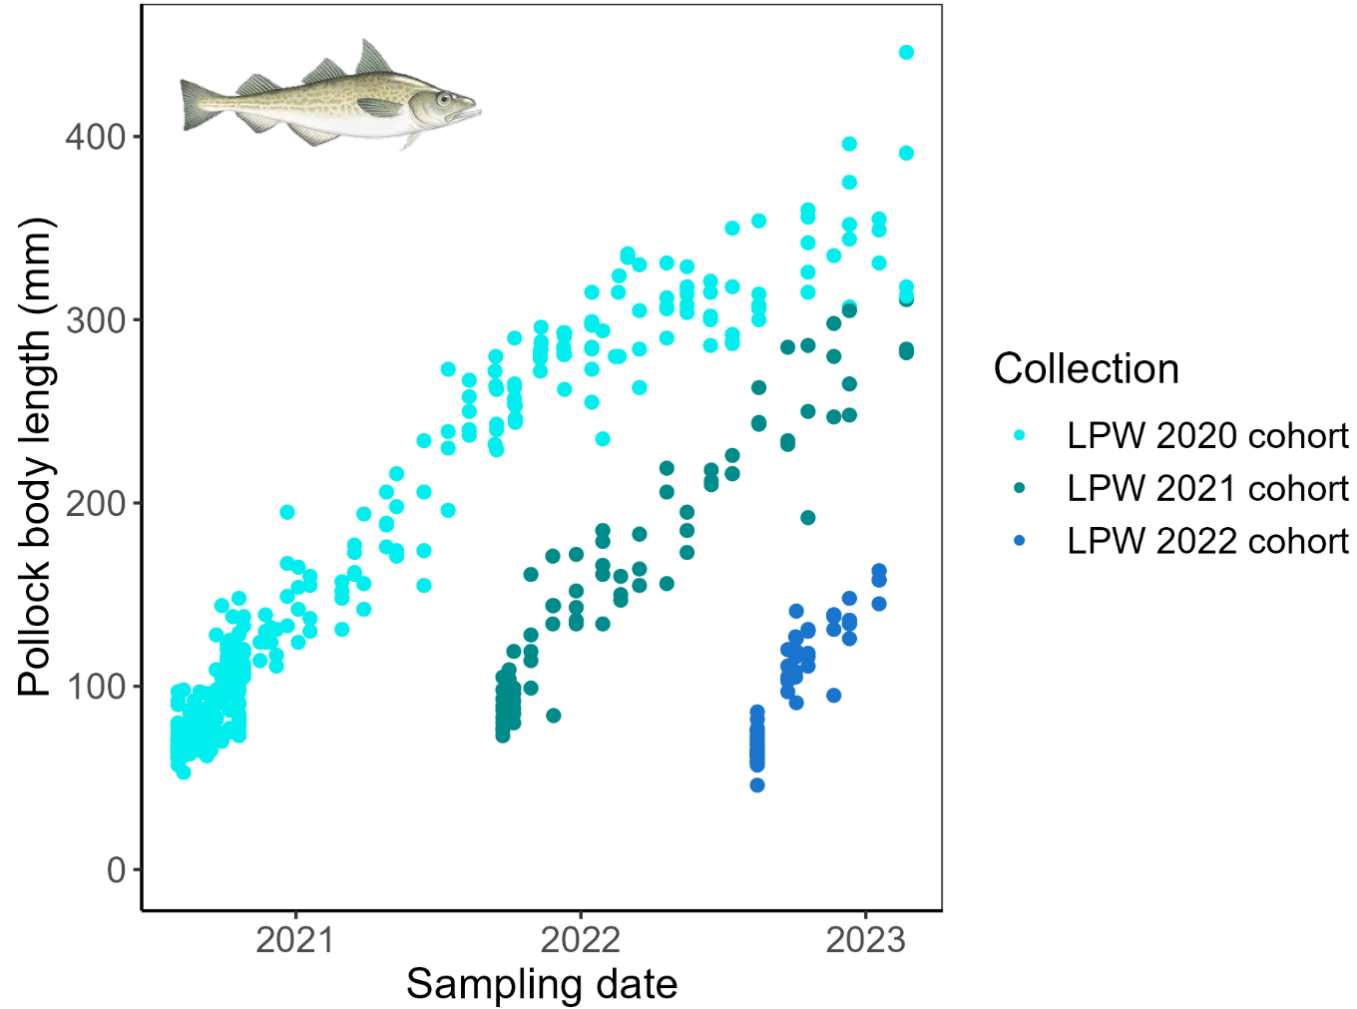 Pollock body length (mm)
400
300
200
100
0
2021 2022 2023
Sampling date
Collection
LPW 2020 cohort
LPW 2021 cohort
LPW 2022 cohort